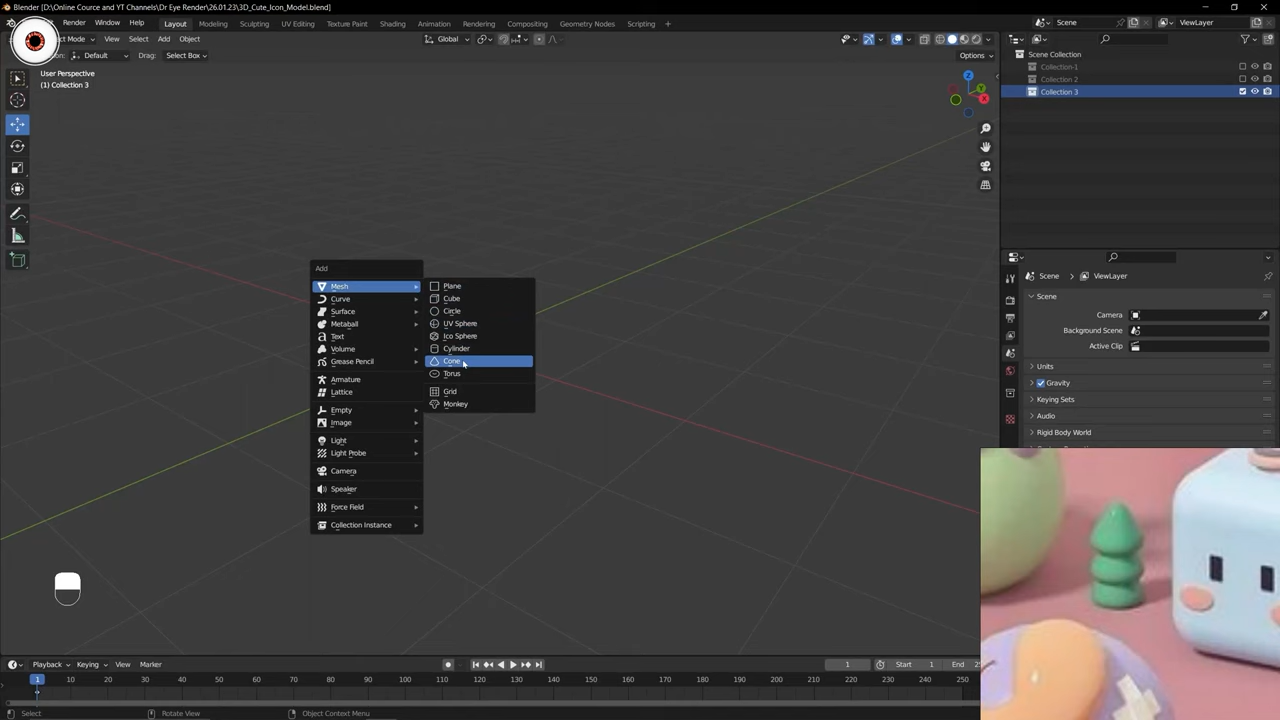 Blender [D:\Online Cource and YT Channels\Dr Eye Render\26.01.23\3D_Cute_Icon_Model.blend]
Render Window Help
Layout Modeling Sculpting UV Editing Texture Paint Shading Animation Rendering Compositing Geometry Nodes Scripting +
Scene ViewLayer
Mode View Select Add Object
Global
Default Drag: Select Box
Options
User Perspective
(1) Collection 3
Z
Y
X
Scene Collection
Collection-1
Collection 2
Collection 3
Add
Mesh
Curve
Surface
Metaball
Text
Volume
Grease Pencil
Armature
Lattice
Empty
Image
Light
Light Probe
Camera
Speaker
Force Field
Collection Instance
Plane
Cube
Circle
UV Sphere
Ico Sphere
Cylinder
Cone
Torus
Grid
Monkey
Scene ViewLayer
Scene
Camera
Background Scene
Active Clip
Units
Gravity
Keying Sets
Audio
Rigid Body World
Playback Keying View Marker
1 Start 1 End
1 10 20 30 40 50 60 70 80 90 100 110 120 130 140 150 160 170 180 190 200 210 220 230 240 250
Select Rotate View Object Context Menu